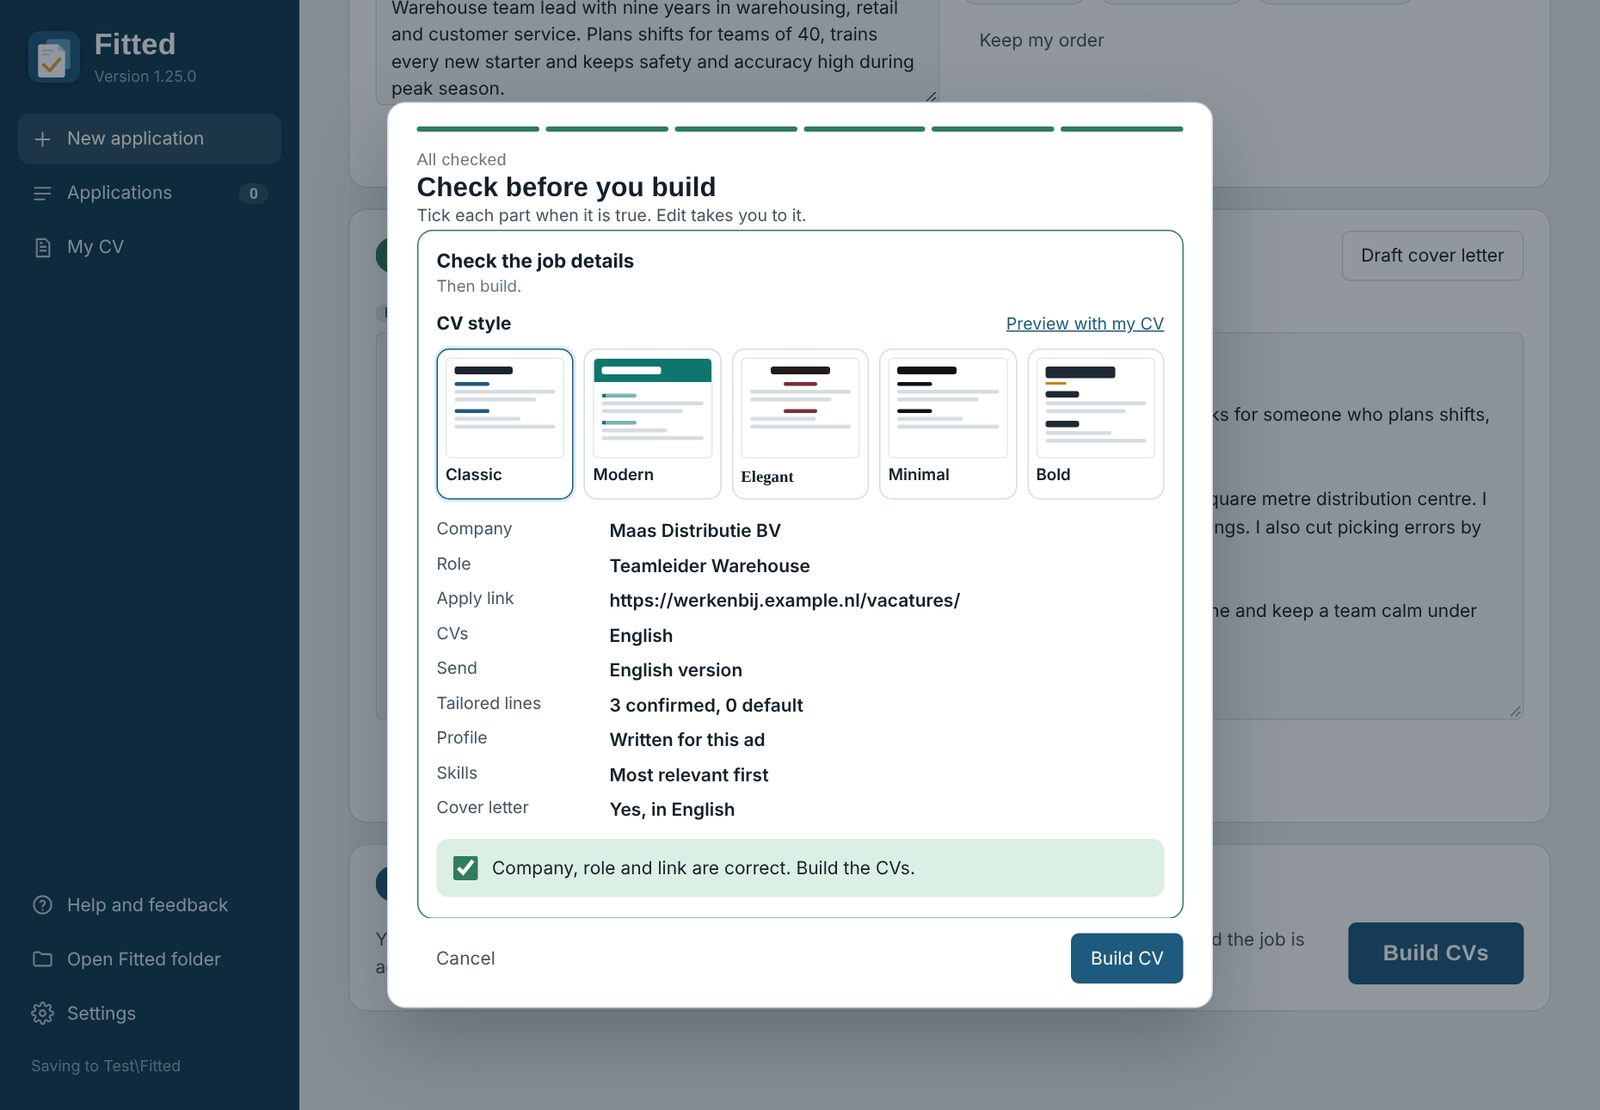 Fitted
Version 1.25.0
New application
Applications 0
My CV
Help and feedback
Open Fitted folder
Settings
Saving to Test\Fitted
Warehouse team lead with nine years in warehousing, retail
and customer service. Plans shifts for teams of 40, trains
every new starter and keeps safety and accuracy high during
peak season.
Keep my order
Draft cover letter
for someone who plans shifts,
metre distribution centre. I
I also cut picking errors by
and keep a team calm under
the job is
Build CVs
All checked
Check before you build
Tick each part when it is true. Edit takes you to it.
Check the job details
Then build.
CV style
Preview with my CV
Classic
Modern
Elegant
Minimal
Bold
Company Maas Distributie BV
Role Teamleider Warehouse
Apply link https://werkenbij.example.nl/vacatures/
CVs English
Send English version
Tailored lines 3 confirmed, 0 default
Profile Written for this ad
Skills Most relevant first
Cover letter Yes, in English
Company, role and link are correct. Build the CVs.
Cancel
Build CV